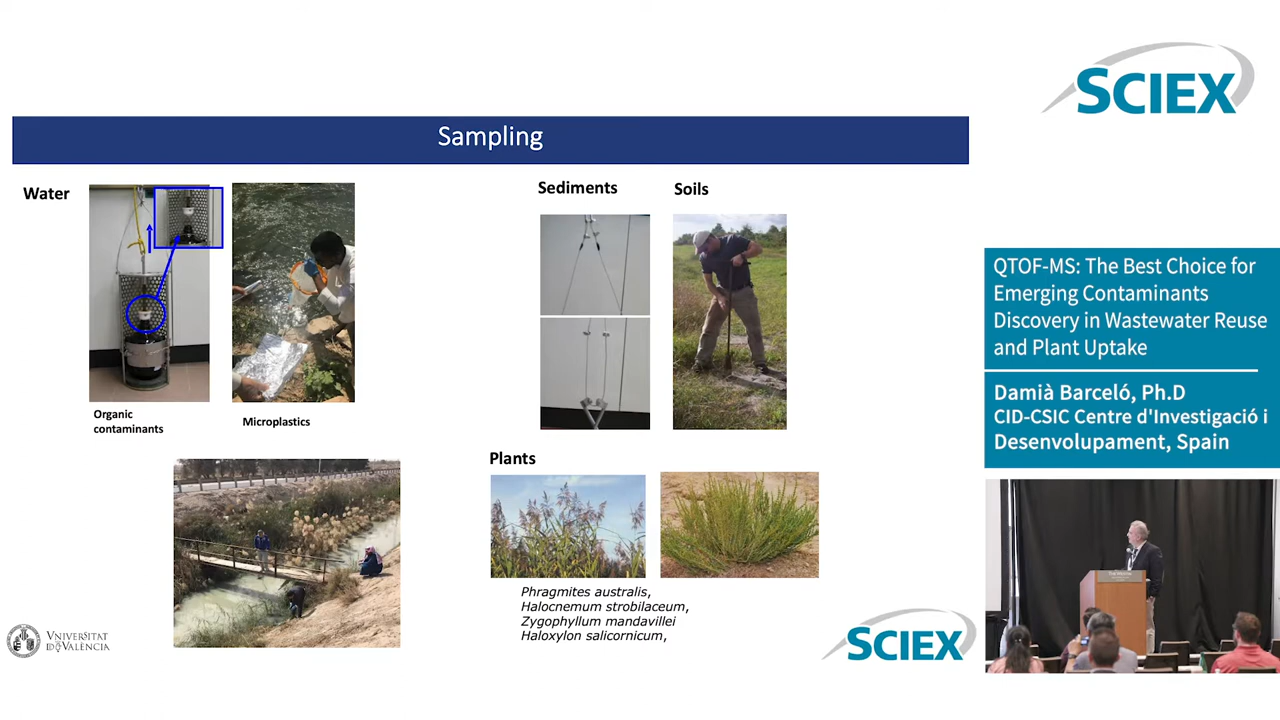 SCIEX
Sampling
Water
Sediments
Soils
Organic
contaminants
Microplastics
Plants
Phragmites australis,
Halocnemum strobilaceum,
Zygophyllum mandavillei
Haloxylon salicornicum,
VNIVERSITAT
SCIEX
QTOF-MS: The Best Choice for
Emerging Contaminants
Discovery in Wastewater Reuse
and Plant Uptake
Damià Barceló, Ph.D
CID-CSIC Centre d'Investigació i
Desenvolupament, Spain